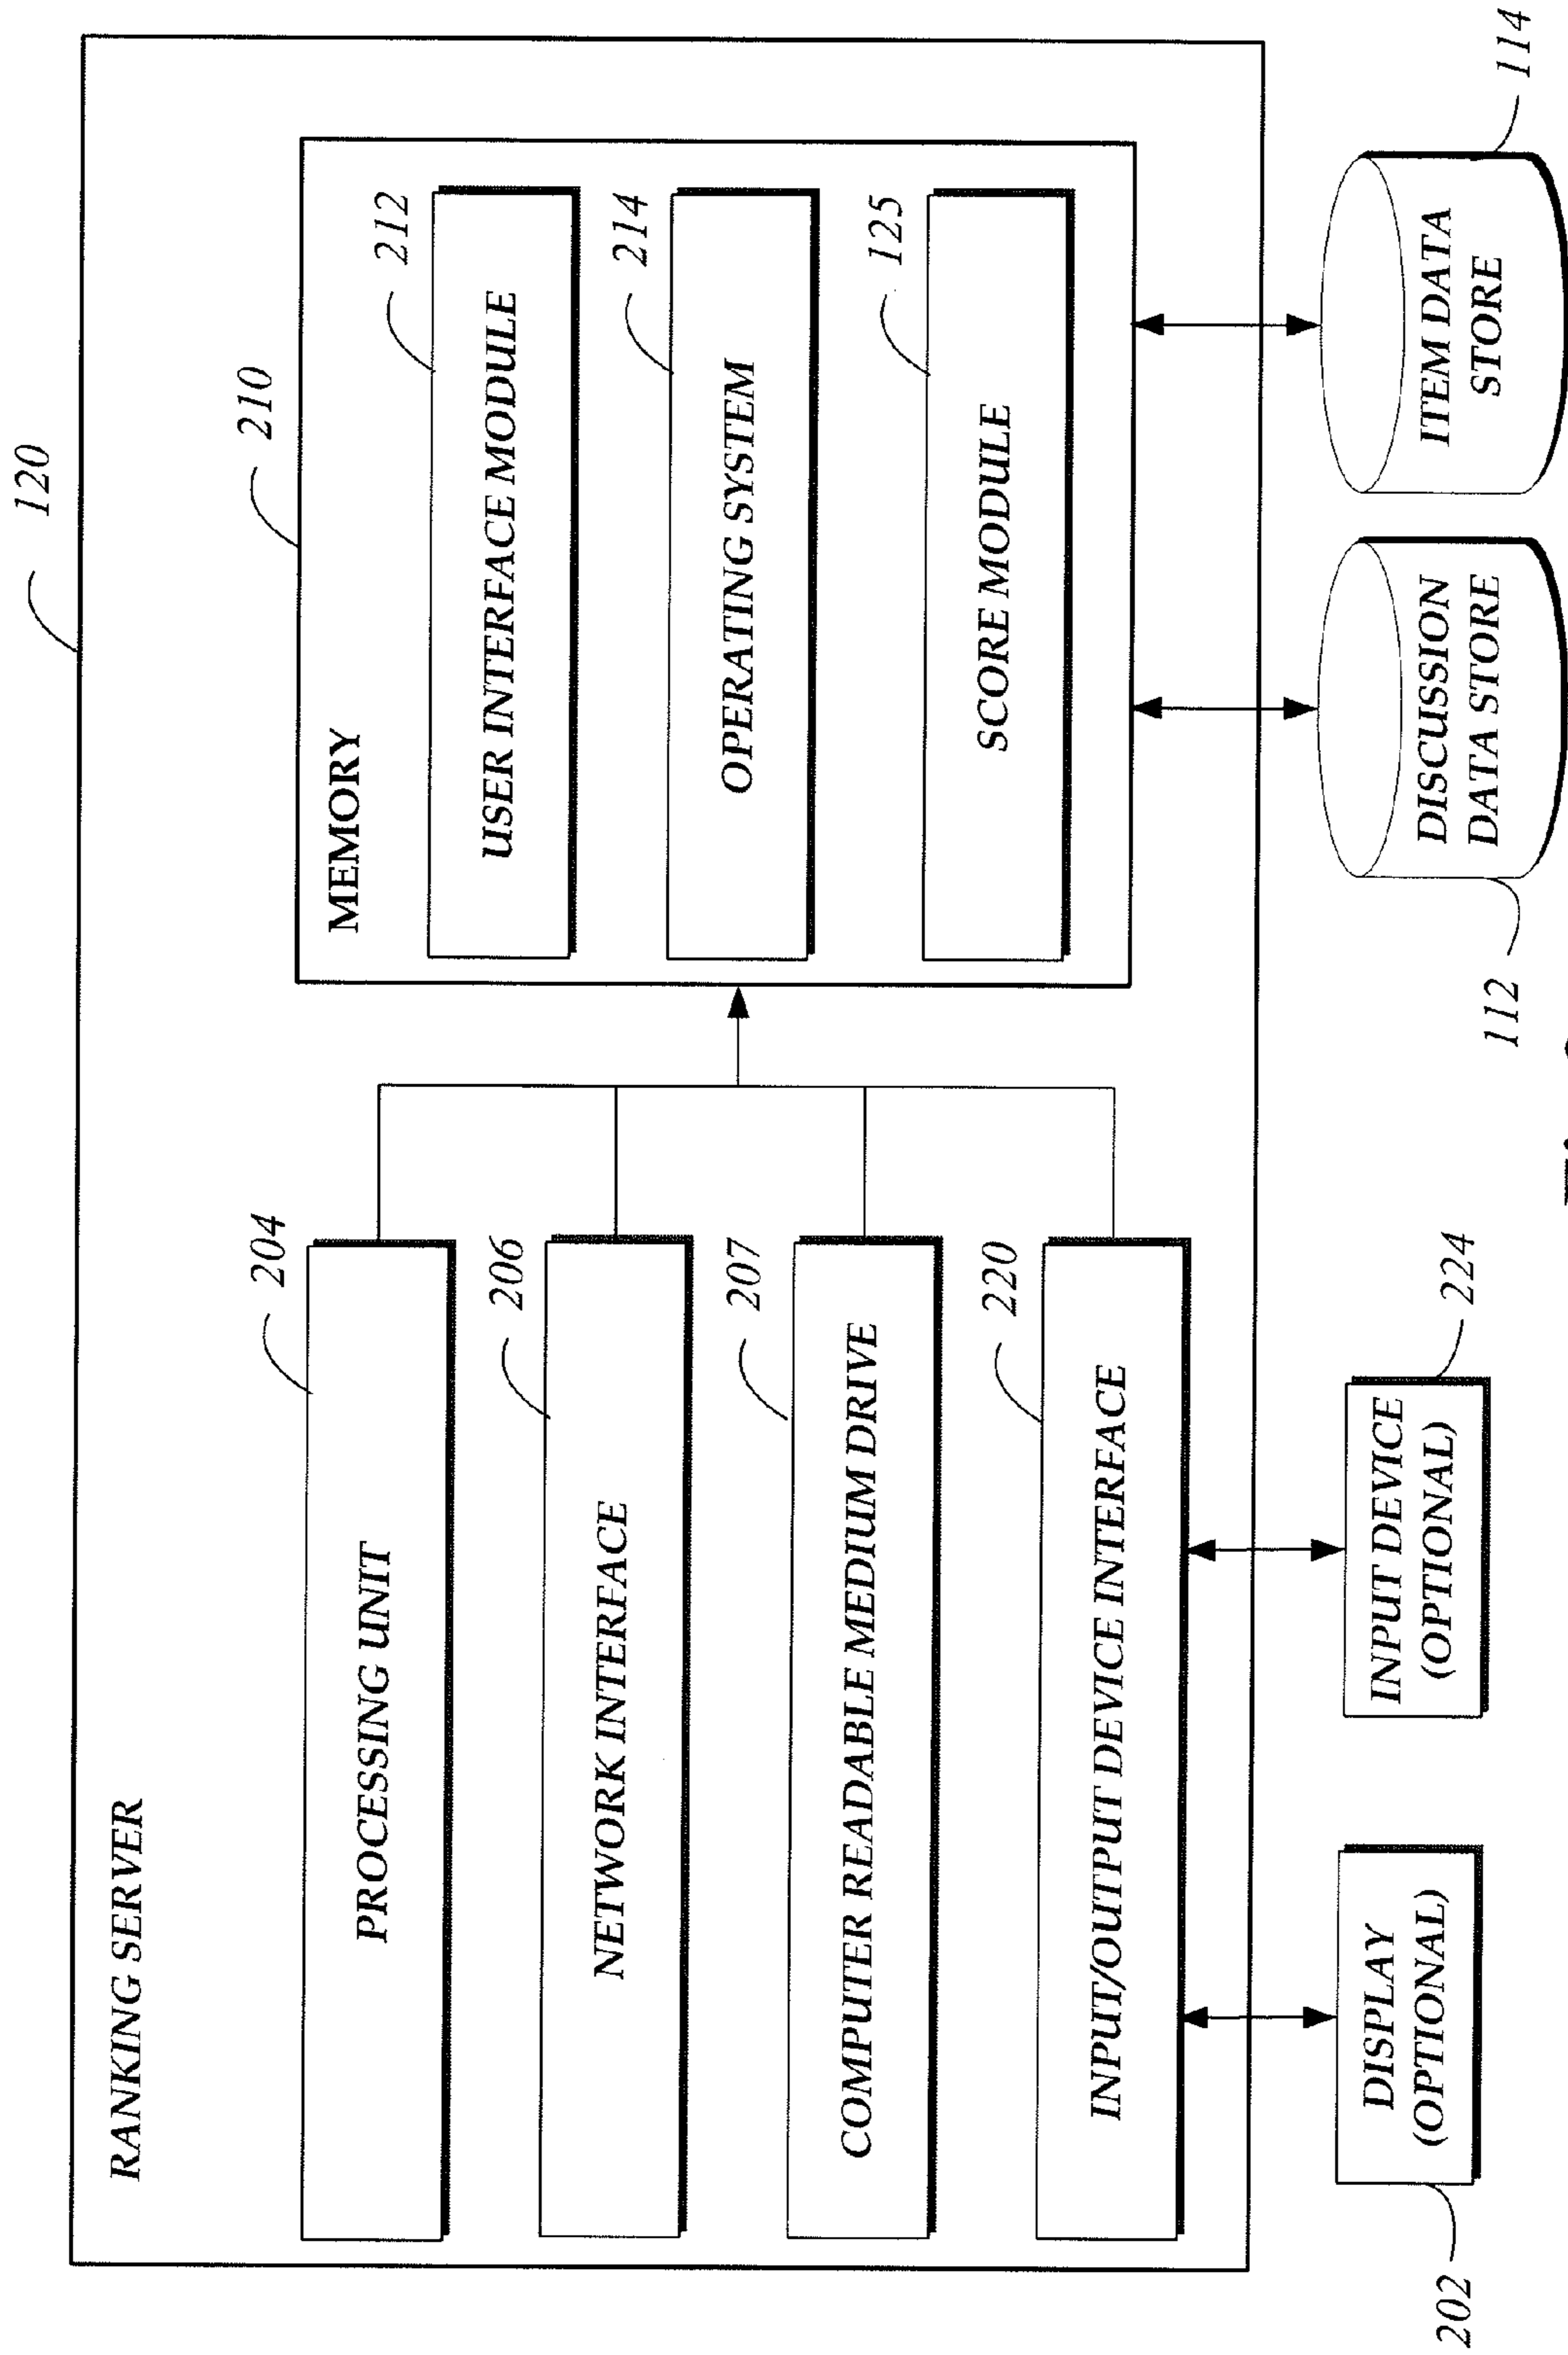 120
RANKING SERVER
210
MEMORY
204
PROCESSING UNIT
212
USER INTERFACE MODULE
206
NETWORK INTERFACE
214
OPERATING SYSTEM
207
COMPUTER READABLE MEDIUM DRIVE
125
SCORE MODULE
220
INPUT/OUTPUT DEVICE INTERFACE
202
DISPLAY
(OPTIONAL)
INPUT DEVICE
(OPTIONAL)
224
112
DISCUSSION
DATA STORE
ITEM DATA
STORE
114